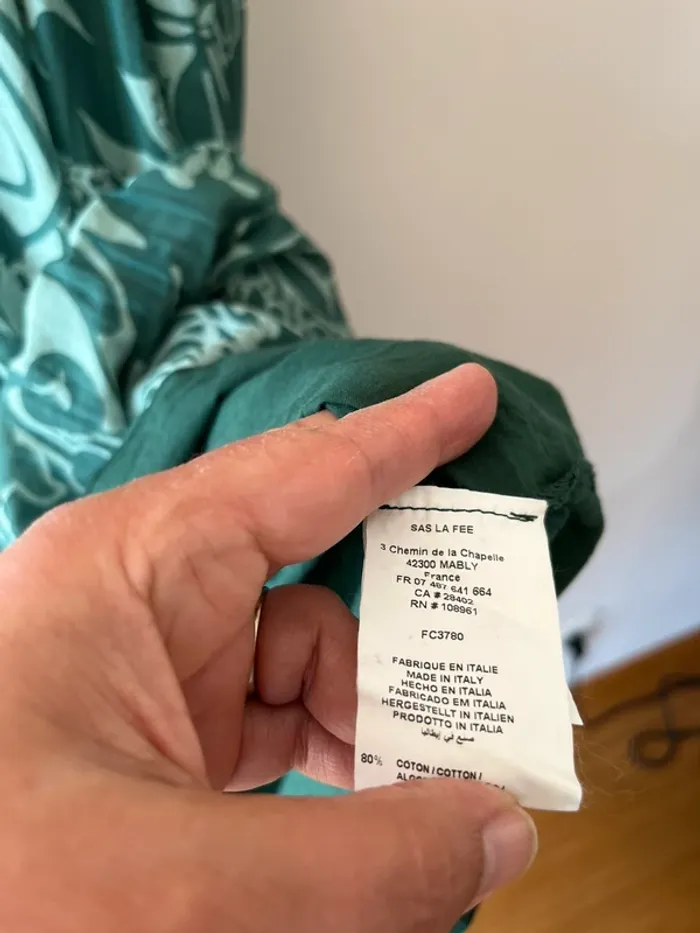 SAS LA FEE
3 Chemin de la Chapelle
42300 MABLY
France
FR 07 487 641 664
CA # 28402
RN # 108961
FC3780
FABRIQUE EN ITALIE
MADE IN ITALY
HECHO EN ITALIA
FABRICADO EM ITALIA
HERGESTELLT IN ITALIEN
PRODOTTO IN ITALIA
صنع في إيطاليا
80% COTON / COTTON /